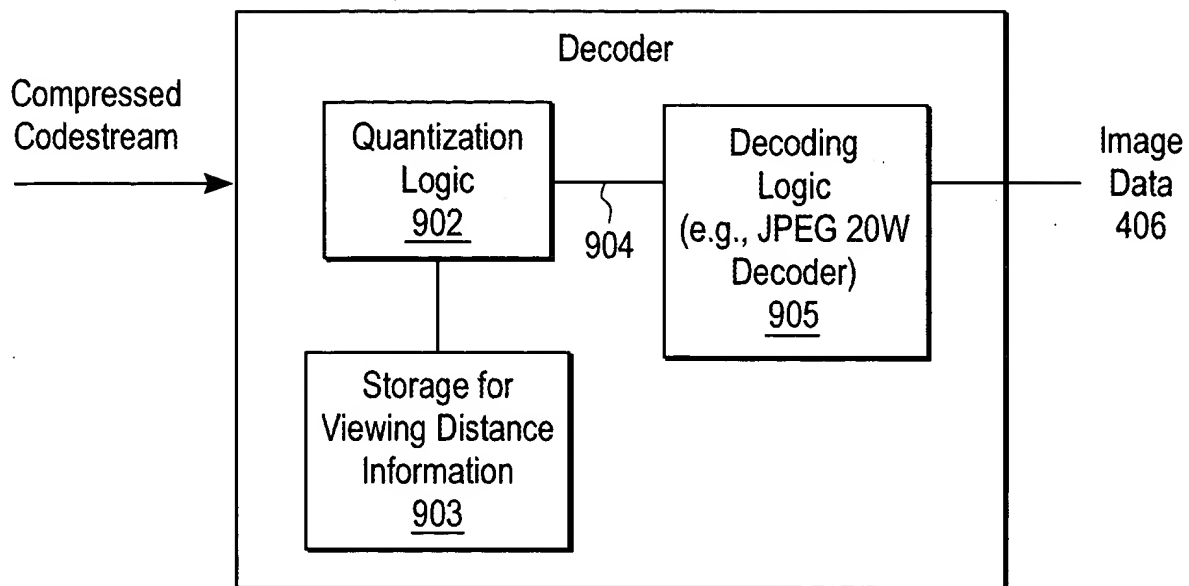 Decoder
Compressed
Codestream
Quantization
Logic
902
904
Decoding
Logic
(e.g., JPEG 20W
Decoder)
905
Image
Data
406
Storage for
Viewing Distance
Information
903